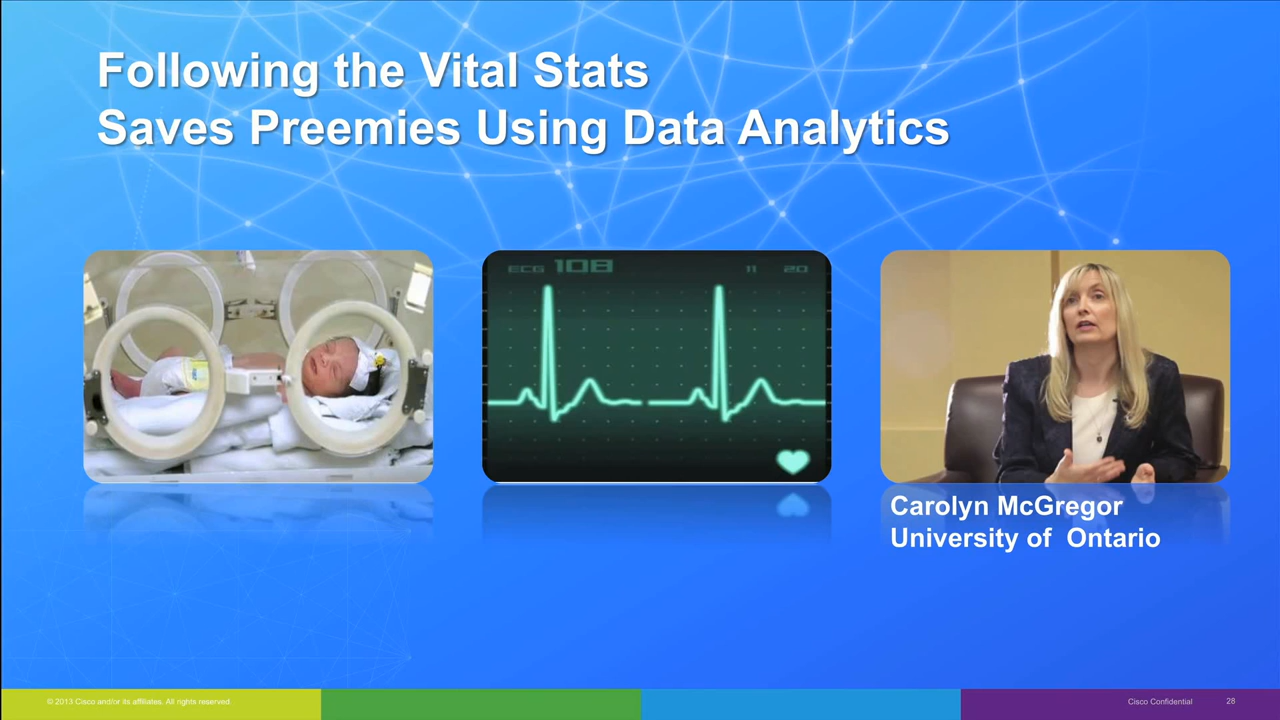 Following the Vital Stats
Saves Preemies Using Data Analytics
ECG 108 11 20
Carolyn McGregor
University of  Ontario
© 2013 Cisco and/or its affiliates. All rights reserved.
Cisco Confidential 28